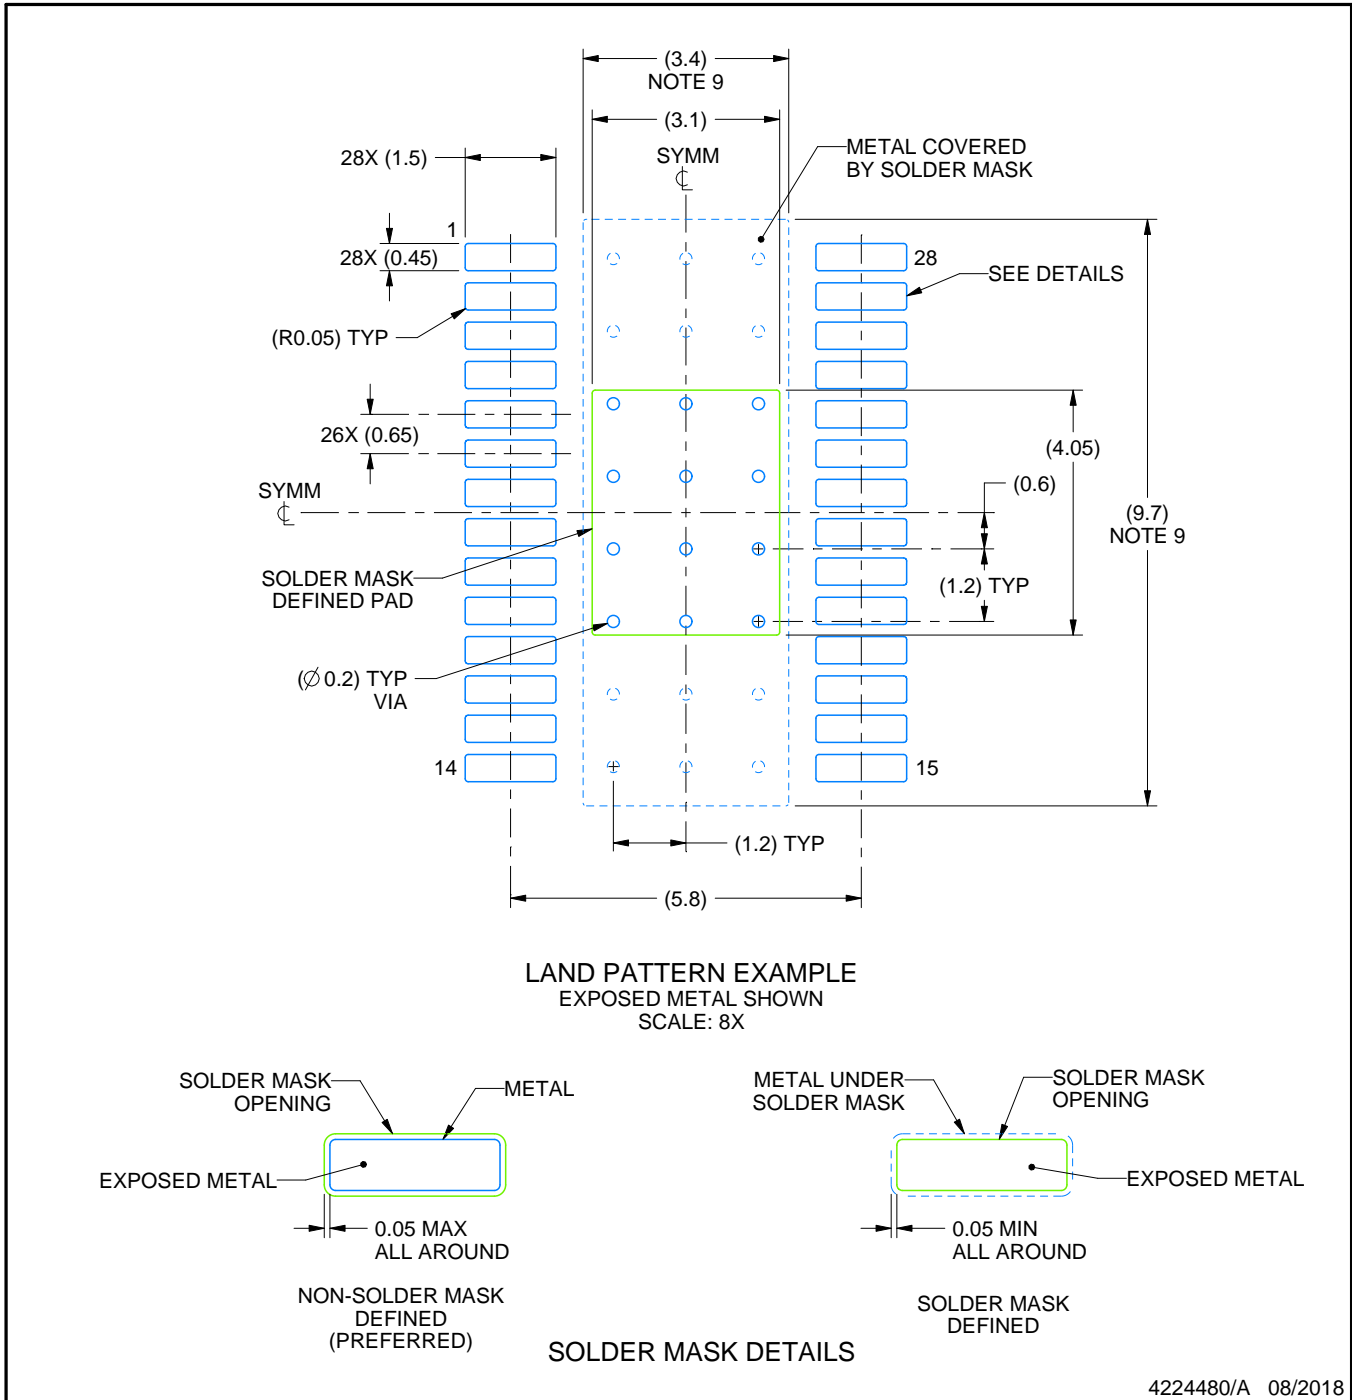 (3.4)
NOTE 9
(3.1)
SYMM
℄
METAL COVERED
BY SOLDER MASK
28X (1.5)
1
28X (0.45)
28
SEE DETAILS
(R0.05) TYP
26X (0.65)
(4.05)
(0.6)
SYMM
℄
(9.7)
NOTE 9
SOLDER MASK
DEFINED PAD
(1.2) TYP
(∅ 0.2) TYP
VIA
14
15
(1.2) TYP
(5.8)
LAND PATTERN EXAMPLE
EXPOSED METAL SHOWN
SCALE: 8X
SOLDER MASK
OPENING
METAL
EXPOSED METAL
0.05 MAX
ALL AROUND
NON-SOLDER MASK
DEFINED
(PREFERRED)
METAL UNDER
SOLDER MASK
SOLDER MASK
OPENING
EXPOSED METAL
0.05 MIN
ALL AROUND
SOLDER MASK
DEFINED
SOLDER MASK DETAILS
4224480/A 08/2018